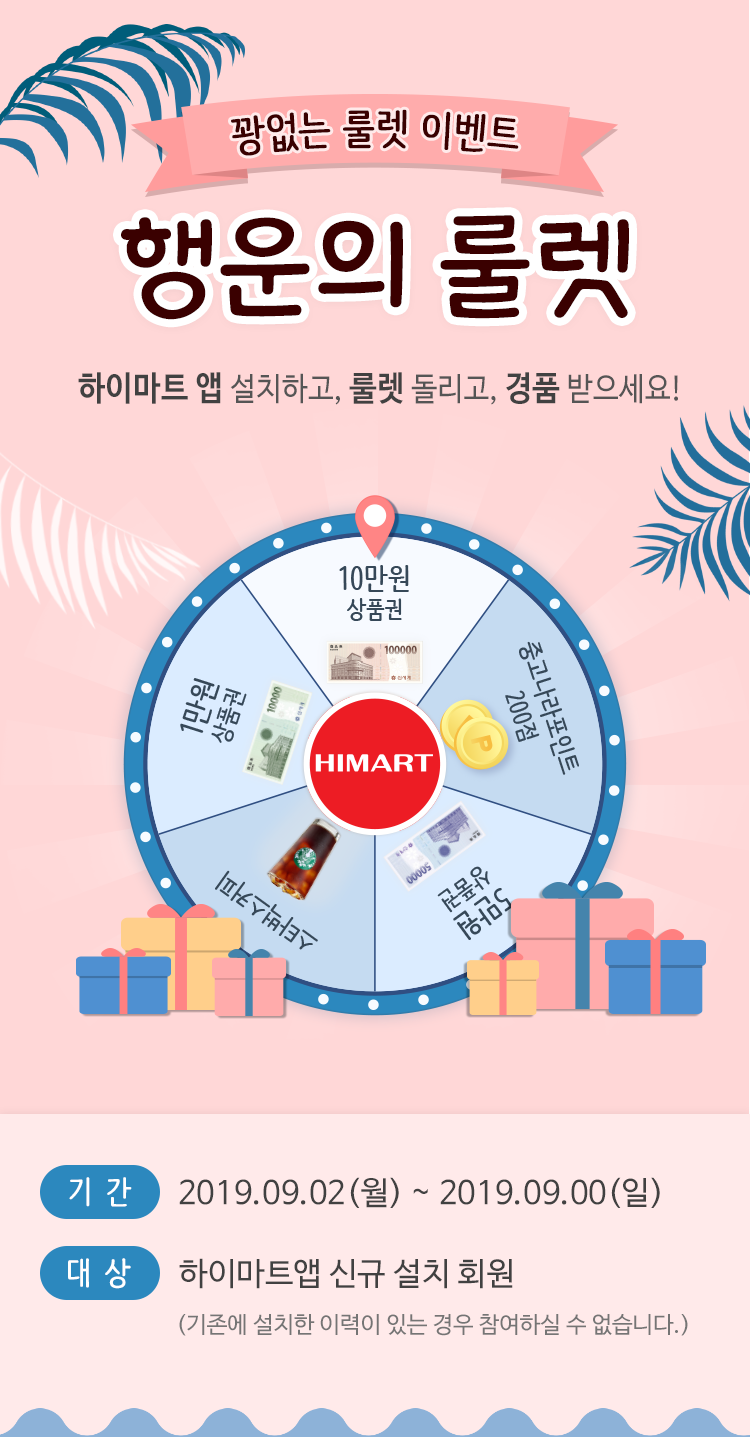 꽝없는 룰렛 이벤트
행운의 룰렛
하이마트 앱 설치하고, 룰렛 돌리고, 경품 받으세요!
10만원
상품권
100000
중고나라포인트
200점
P
1만원
상품권
10000
HIMART
50000
5만원
상품권
스타벅스커피
기 간
2019.09.02(월) ~ 2019.09.00(일)
대 상
하이마트앱 신규 설치 회원
(기존에 설치한 이력이 있는 경우 참여하실 수 없습니다.)